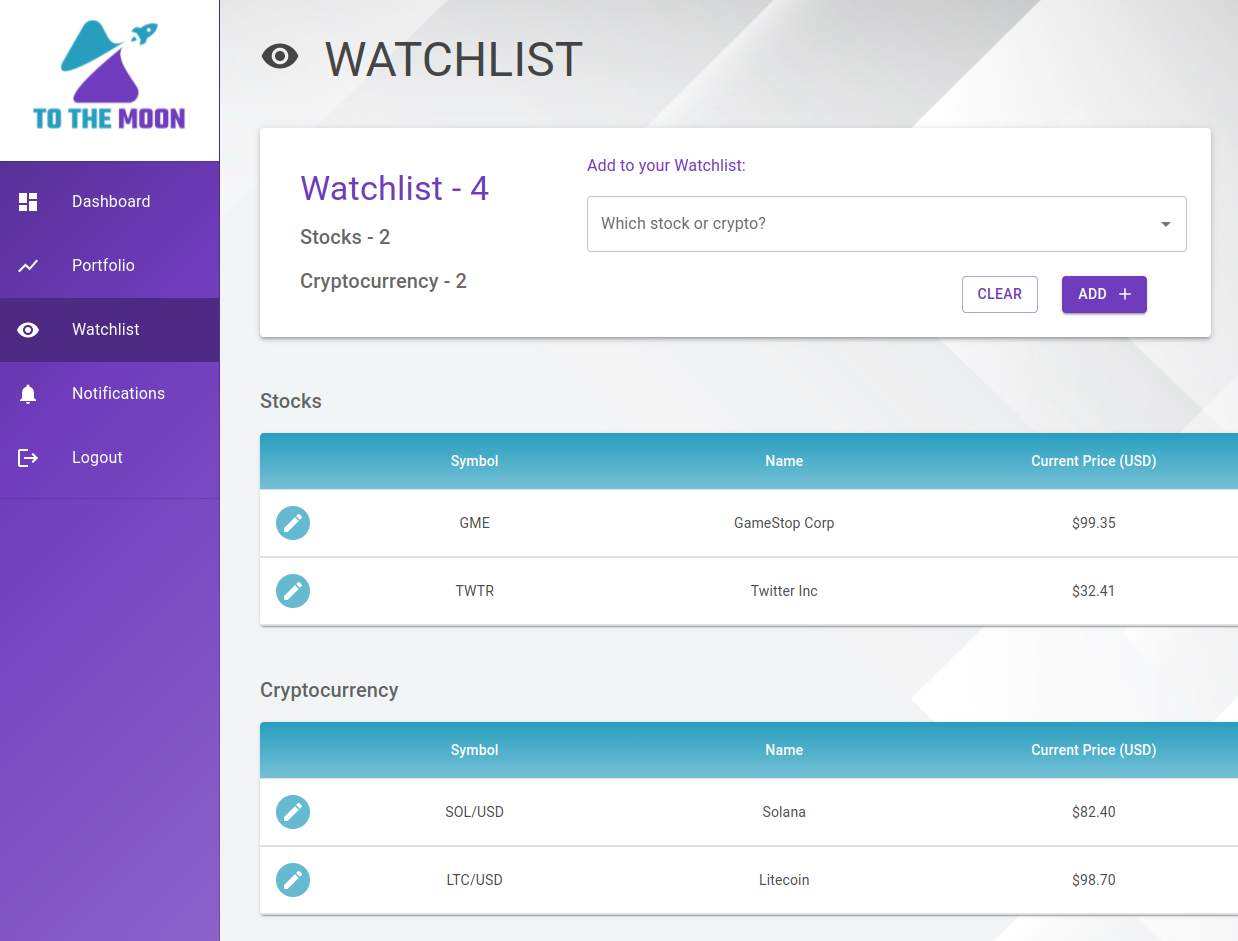 TO THE MOON
Dashboard
Portfolio
Watchlist
Notifications
Logout
WATCHLIST
Watchlist - 4
Stocks - 2
Cryptocurrency - 2
Add to your Watchlist:
Which stock or crypto?
CLEAR
ADD +
Stocks
Symbol Name Current Price (USD)
GME GameStop Corp $99.35
TWTR Twitter Inc $32.41
Cryptocurrency
Symbol Name Current Price (USD)
SOL/USD Solana $82.40
LTC/USD Litecoin $98.70